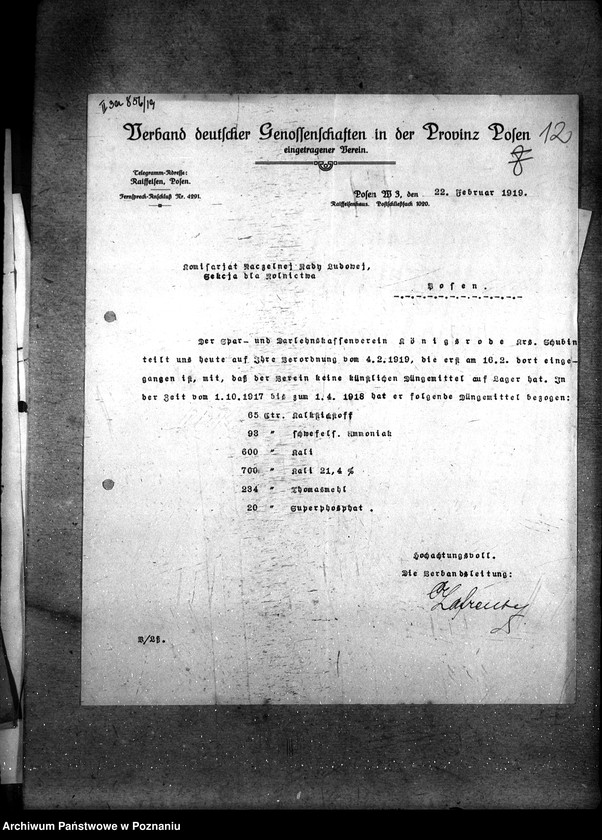 II 3a 856/19
Verband deutscher Genossenschaften in der Provinz Posen
eingetragener Verein.
12
Telegramm-Adresse:
Raiffeisen, Posen.
Fernsprech-Anschluß Nr. 4291.
Posen W 3, den 22. Februar 1919.
Raiffeisenhaus. Postschließfach 1020.
Komisarjat Naczelnej Rady Ludowej,
Sekcja dla Rolnictwa
Posen.
Der Spar- und Darlehnskassenverein Königsrode Krs. Schubin
teilt uns heute auf Ihre Verordnung vom 4.2.1919, die erst am 16.2. dort einge-
gangen ist, mit, daß der Verein keine künstlichen Düngemittel auf Lager hat. In
der Zeit vom 1.10.1917 bis zum 1.4. 1918 hat er folgende Düngemittel bezogen:
65 Ctr. Kalkstickstoff
93 " schwefels. Ammoniak
600 " Kali
700 " Kali 21,4 %
234 " Thomasmehl
20 " Superphosphat.
Hochachtungsvoll.
Die Verbandsleitung:
B/Lß.
Archiwum Państwowe w Poznaniu